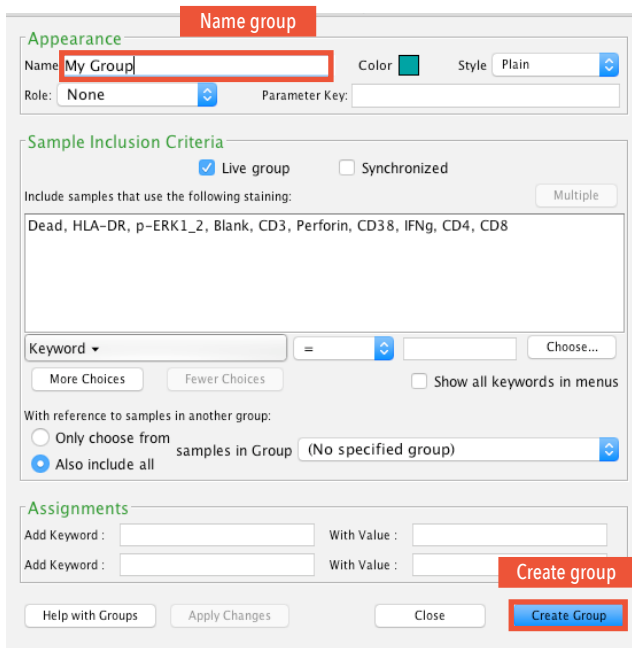 Name group
Appearance
Name My Group Color Style Plain
Role: None Parameter Key:
Sample Inclusion Criteria
Live group Synchronized
Include samples that use the following staining: Multiple
Dead, HLA-DR, p-ERK1_2, Blank, CD3, Perforin, CD38, IFNg, CD4, CD8
Keyword = Choose...
More Choices Fewer Choices Show all keywords in menus
With reference to samples in another group:
Only choose from
samples in Group (No specified group)
Also include all
Assignments
Add Keyword : With Value :
Add Keyword : With Value :
Create group
Help with Groups Apply Changes Close Create Group